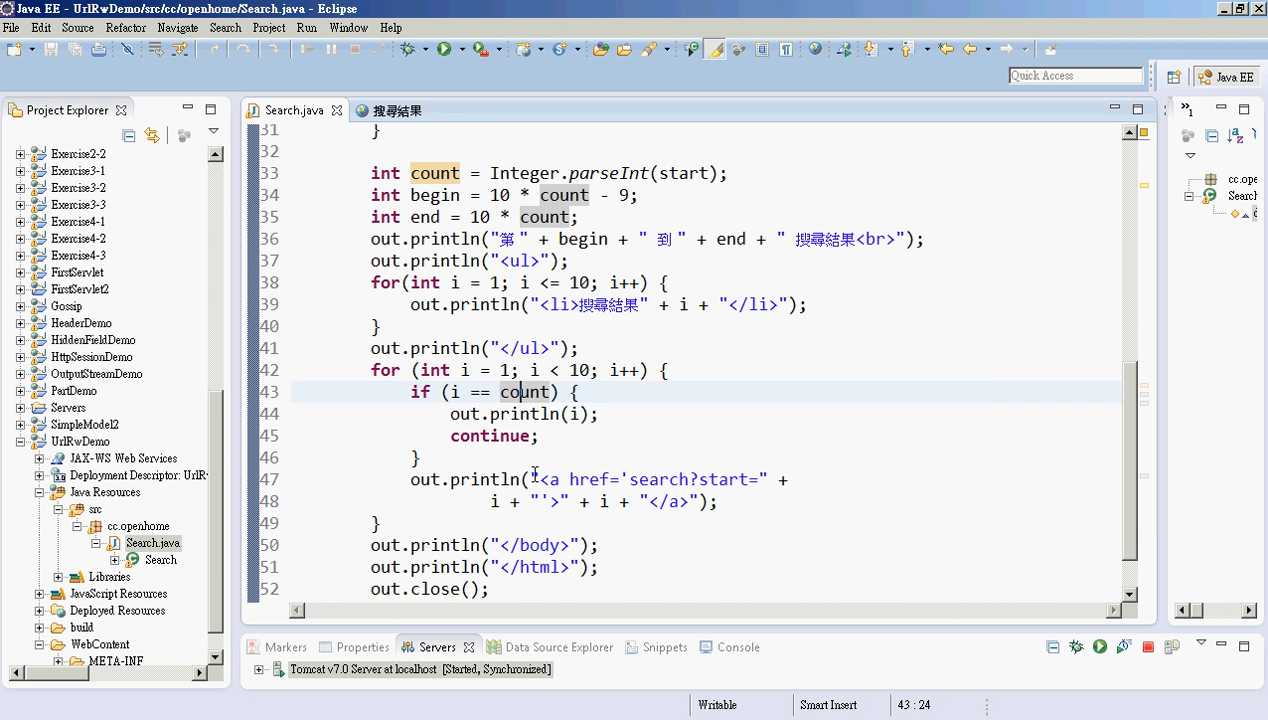 Java EE - UrlRwDemo/src/cc/openhome/Search.java - Eclipse
File Edit Source Refactor Navigate Search Project Run Window Help
Quick Access
Java EE
Project Explorer
Exercise2-2
Exercise3-1
Exercise3-2
Exercise3-3
Exercise4-1
Exercise4-2
Exercise4-3
FirstServlet
FirstServlet2
Gossip
HeaderDemo
HiddenFieldDemo
HttpSessionDemo
OutputStreamDemo
PartDemo
Servers
SimpleModel2
UrlRwDemo
JAX-WS Web Services
Deployment Descriptor: UrlR
Java Resources
src
cc.openhome
Search.java
Search
Libraries
JavaScript Resources
Deployed Resources
build
WebContent
META-INF
Search.java
搜尋結果
31 }
32
33 int count = Integer.parseInt(start);
34 int begin = 10 * count - 9;
35 int end = 10 * count;
36 out.println("第 " + begin + " 到 " + end + " 搜尋結果<br>");
37 out.println("<ul>");
38 for(int i = 1; i <= 10; i++) {
39 out.println("<li>搜尋結果" + i + "</li>");
40 }
41 out.println("</ul>");
42 for (int i = 1; i < 10; i++) {
43 if (i == count) {
44 out.println(i);
45 continue;
46 }
47 out.println("<a href='search?start=" +
48 i + "'>" + i + "</a>");
49 }
50 out.println("</body>");
51 out.println("</html>");
52 out.close();
1
cc.ope
Search
Markers Properties Servers Data Source Explorer Snippets Console
Tomcat v7.0 Server at localhost [Started, Synchronized]
Writable Smart Insert 43 : 24